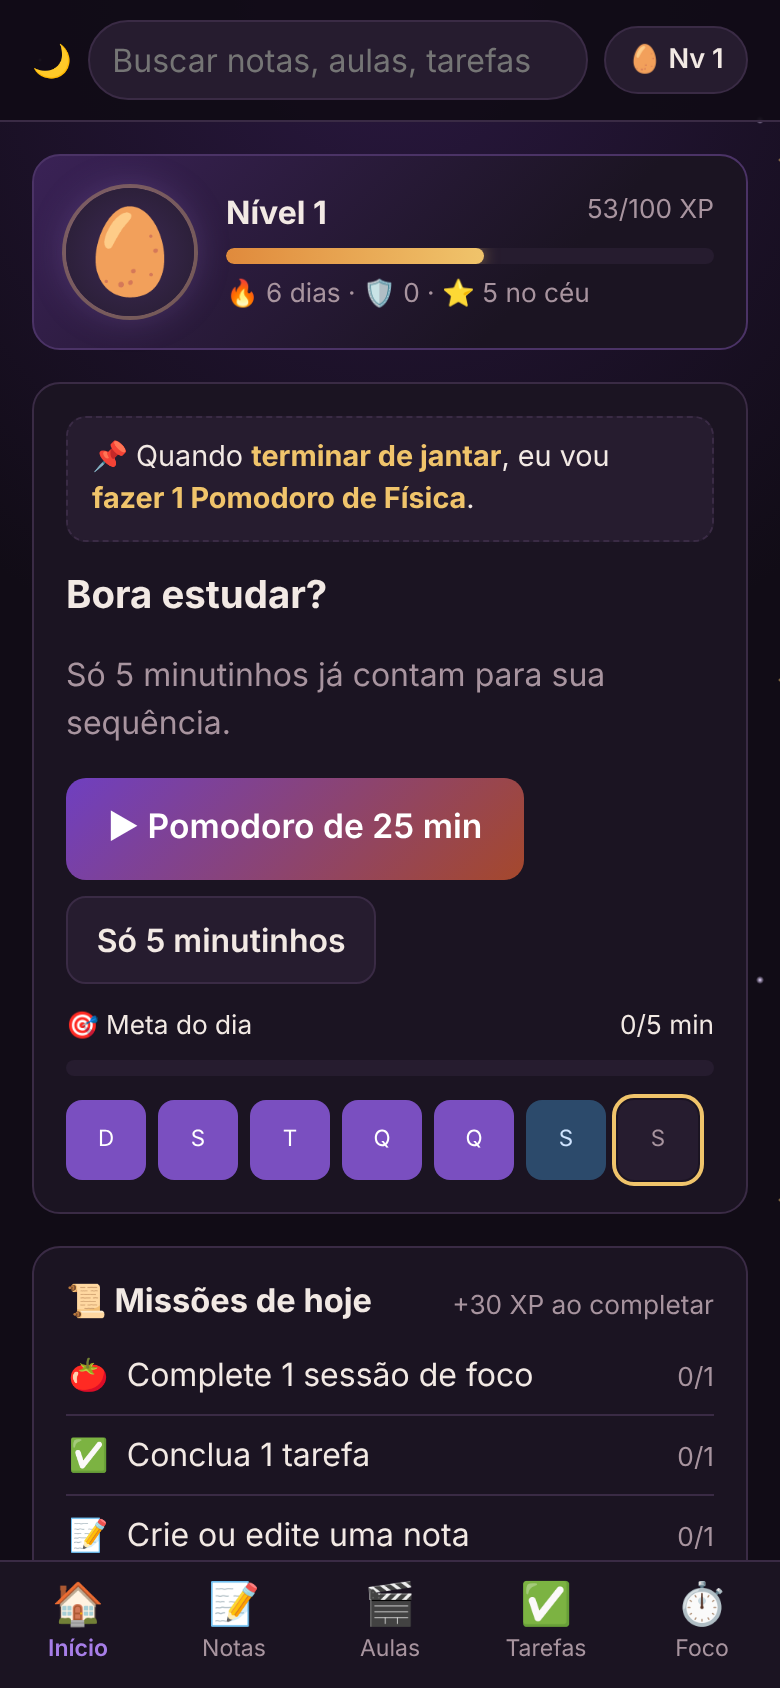 Buscar notas, aulas, tarefas
Nv 1
Nível 1
53/100 XP
6 dias · 0 · 5 no céu
Quando terminar de jantar, eu vou
fazer 1 Pomodoro de Física.
Bora estudar?
Só 5 minutinhos já contam para sua
sequência.
Pomodoro de 25 min
Só 5 minutinhos
Meta do dia
0/5 min
D S T Q Q S S
Missões de hoje
+30 XP ao completar
Complete 1 sessão de foco
0/1
Conclua 1 tarefa
0/1
Crie ou edite uma nota
0/1
Início Notas Aulas Tarefas Foco